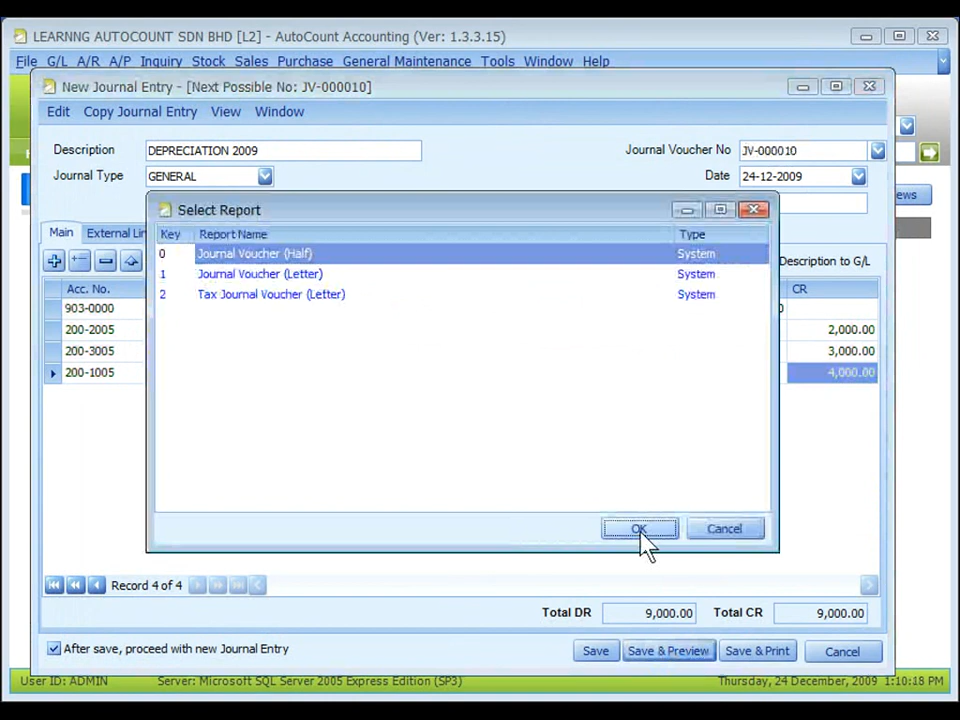 LEARNNG AUTOCOUNT SDN BHD [L2] - AutoCount Accounting (Ver: 1.3.3.15)
File G/L A/R A/P Inquiry Stock Sales Purchase General Maintenance Tools Window Help
New Journal Entry - [Next Possible No: JV-000010]
Edit Copy Journal Entry View Window
Description DEPRECIATION 2009 Journal Voucher No JV-000010
Journal Type GENERAL Date 24-12-2009
ews
Select Report
Key Report Name Type
0 Journal Voucher (Half) System
1 Journal Voucher (Letter) System
2 Tax Journal Voucher (Letter) System
OK Cancel
Main External Lin
Description to G/L
Acc. No. CR
903-0000 0
200-2005 2,000.00
200-3005 3,000.00
200-1005 4,000.00
Record 4 of 4
Total DR 9,000.00 Total CR 9,000.00
After save, proceed with new Journal Entry Save Save & Preview Save & Print Cancel
User ID: ADMIN Server: Microsoft SQL Server 2005 Express Edition (SP3) Thursday, 24 December, 2009 1:10:18 PM